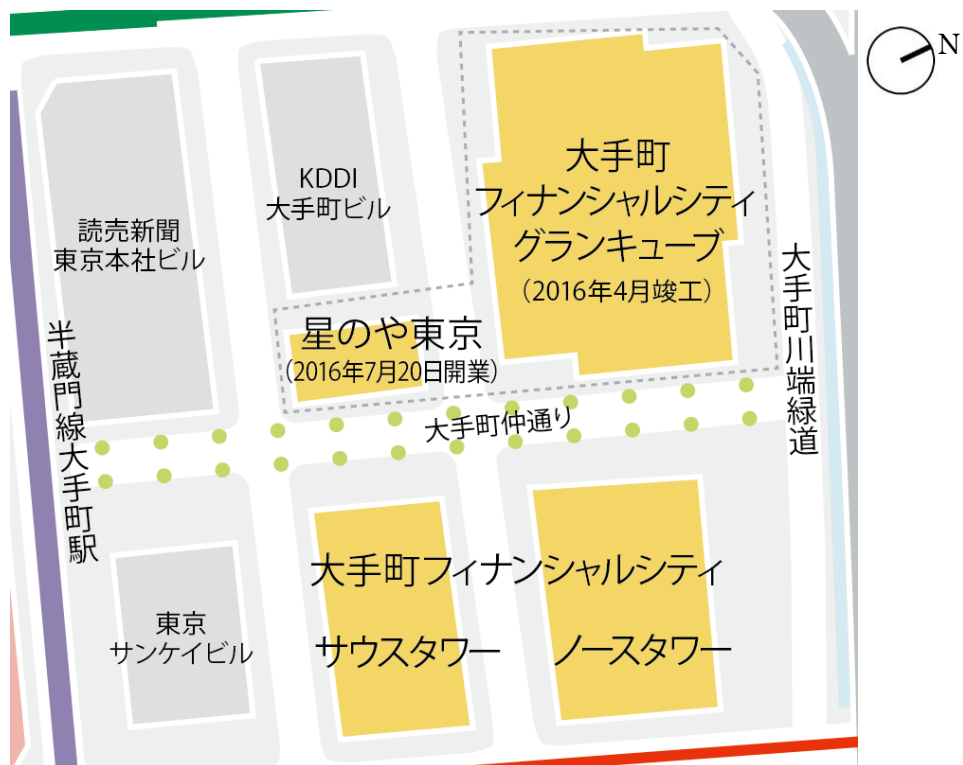 N
大手町
フィナンシャルシティ
グランキューブ
（2016年4月竣工）
KDDI
大手町ビル
読売新聞
東京本社ビル
星のや東京
（2016年7月20日開業）
大手町川端緑道
半蔵門線大手町駅
大手町仲通り
大手町フィナンシャルシティ
サウスタワー
ノースタワー
東京
サンケイビル